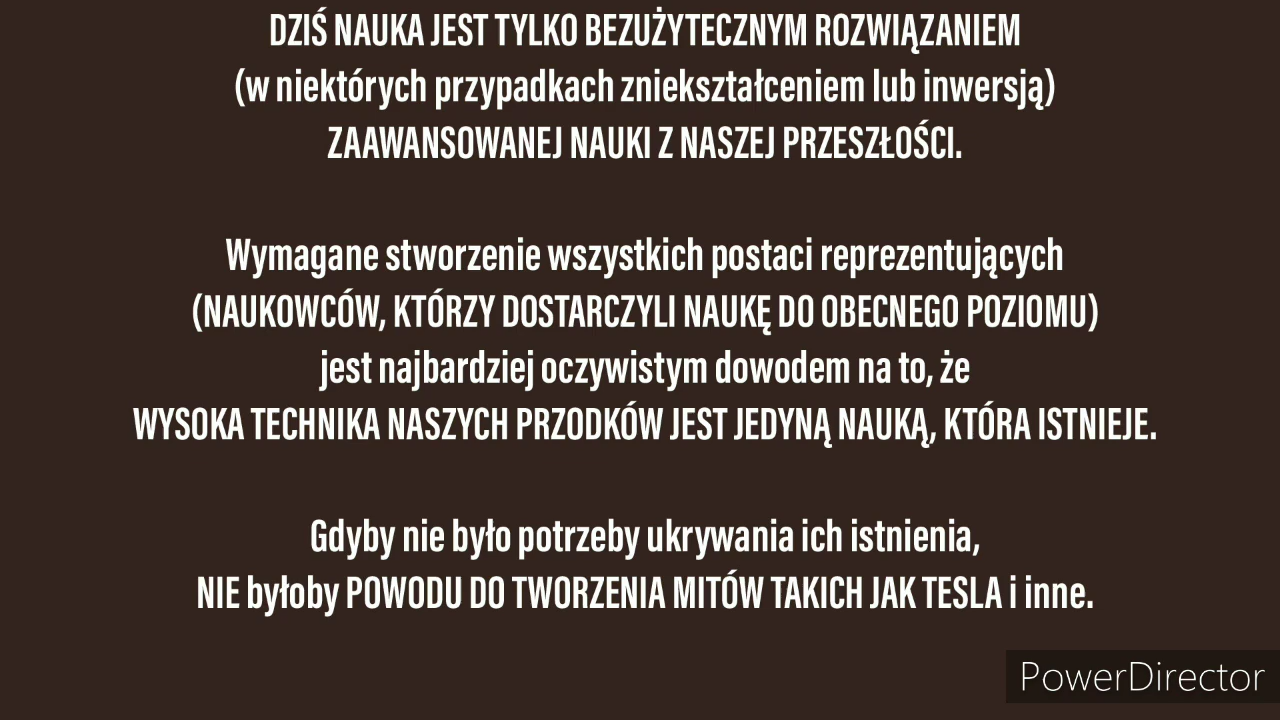 DZIŚ NAUKA JEST TYLKO BEZUŻYTECZNYM ROZWIĄZANIEM
(w niektórych przypadkach zniekształceniem lub inwersją)
ZAAWANSOWANEJ NAUKI Z NASZEJ PRZESZŁOŚCI.
Wymagane stworzenie wszystkich postaci reprezentujących
(NAUKOWCÓW, KTÓRZY DOSTARCZYLI NAUKĘ DO OBECNEGO POZIOMU)
jest najbardziej oczywistym dowodem na to, że
WYSOKA TECHNIKA NASZYCH PRZODKÓW JEST JEDYNĄ NAUKĄ, KTÓRA ISTNIEJE.
Gdyby nie było potrzeby ukrywania ich istnienia,
NIE byłoby POWODU DO TWORZENIA MITÓW TAKICH JAK TESLA i inne.
PowerDirector